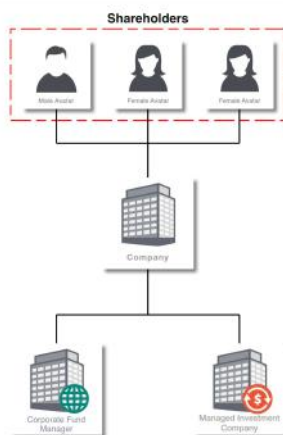 Shareholders
Male Avatar
Female Avatar
Female Avatar
Company
Corporate Fund
Manager
Managed Investment
Company
$